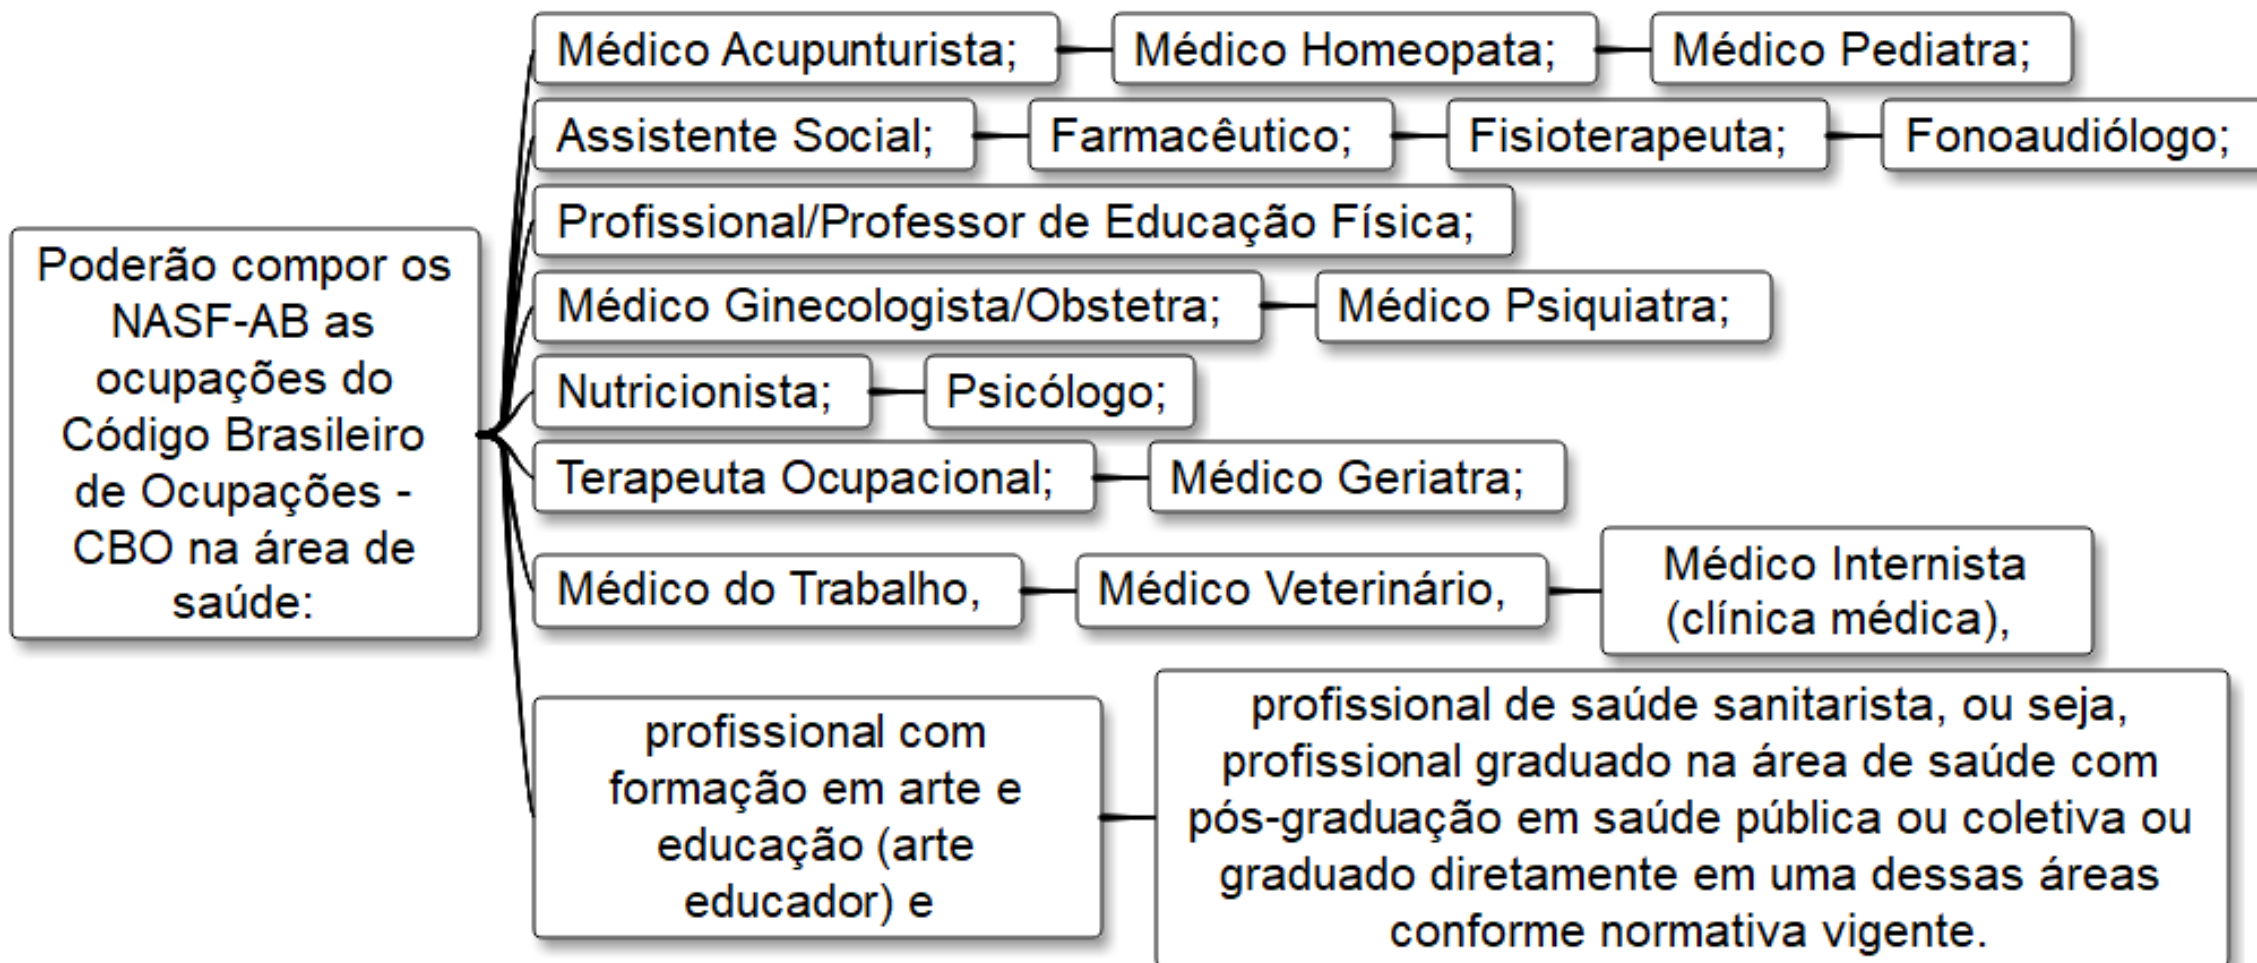 Poderão compor os
NASF-AB as
ocupações do
Código Brasileiro
de Ocupações -
CBO na área de
saúde:
Médico Acupunturista;
Médico Homeopata;
Médico Pediatra;
Assistente Social;
Farmacêutico;
Fisioterapeuta;
Fonoaudiólogo;
Profissional/Professor de Educação Física;
Médico Ginecologista/Obstetra;
Médico Psiquiatra;
Nutricionista;
Psicólogo;
Terapeuta Ocupacional;
Médico Geriatra;
Médico do Trabalho,
Médico Veterinário,
Médico Internista
(clínica médica),
profissional com
formação em arte e
educação (arte
educador) e
profissional de saúde sanitarista, ou seja,
profissional graduado na área de saúde com
pós-graduação em saúde pública ou coletiva ou
graduado diretamente em uma dessas áreas
conforme normativa vigente.